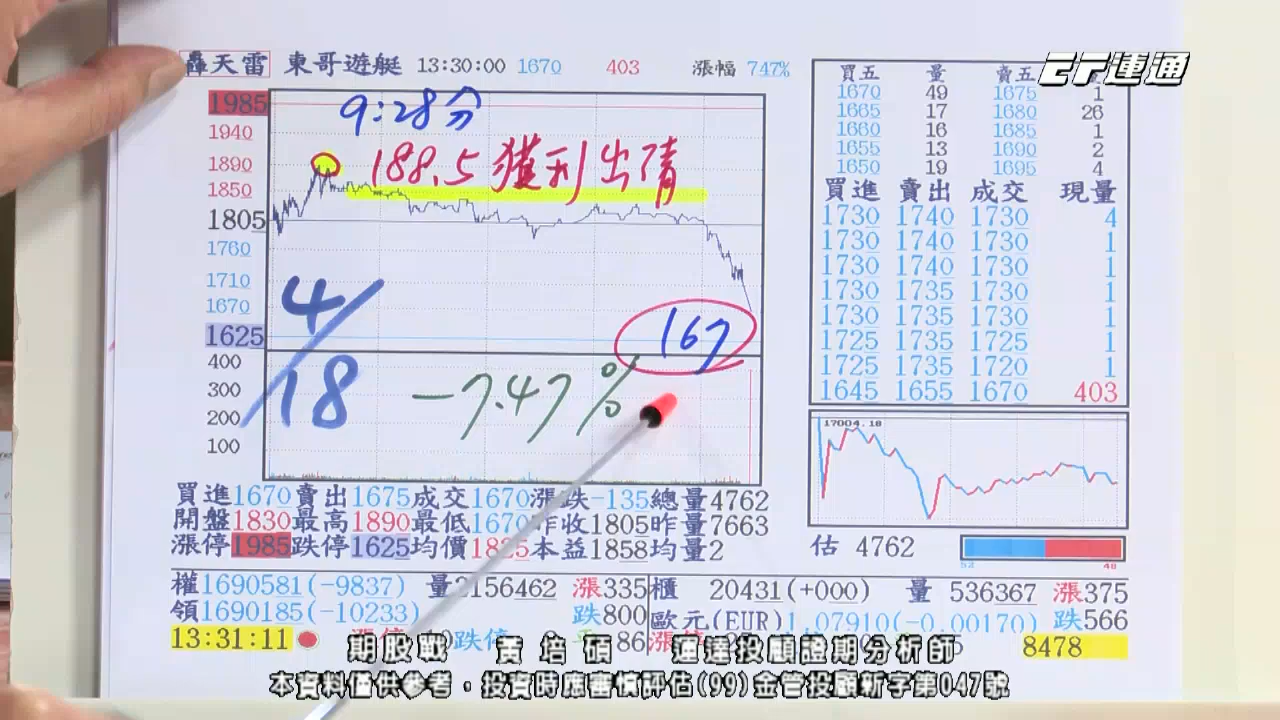 轟天雷 東哥遊艇 13:30:00 1670 403 漲幅 747%
EF運通
1985
1940
1890
1850
1805
1760
1710
1670
1625
400
300
200
100
9:28分
188.5獲利出清
4/18
167
-7.47%
買五 量 賣五
1670 49 1675 1
1665 17 1680 26
1660 16 1685 1
1655 13 1690 2
1650 19 1695 4
買進 賣出 成交 現量
1730 1740 1730 4
1730 1740 1730 1
1730 1740 1730 1
1730 1735 1730 1
1730 1735 1730 1
1725 1735 1725 1
1725 1735 1720 1
1645 1655 1670 403
17004.18
估 4762
52 48
買進1670賣出1675成交1670漲跌-135總量4762
開盤1830最高1890最低1670昨收1805昨量7663
漲停1985跌停1625均價1825本益1858均量2
權1690581(-9837) 量2156462 漲335 櫃 20431(+000) 量 536367 漲375
領1690185(-10233) 跌800 歐元(EUR)1.07910(-0.00175) 跌566
13:31:11 跌停 86 8478
期股戰 黃培碩 運達投顧證期分析師
本資料僅供參考，投資時應審慎評估(99)金管投顧新字第047號